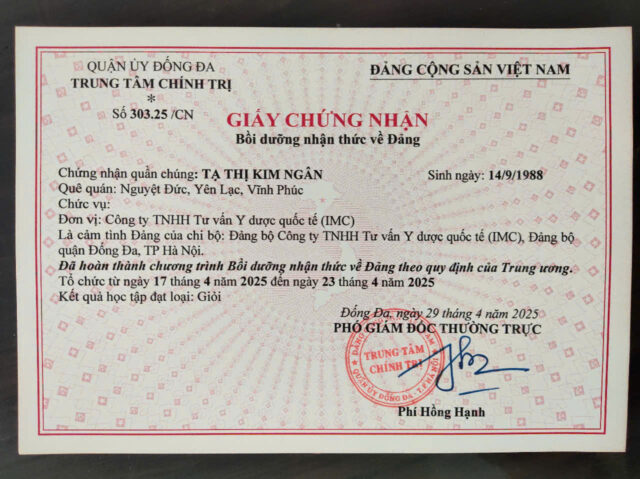 QUẬN ỦY ĐỐNG ĐA
TRUNG TÂM CHÍNH TRỊ
*
Số 303.25 /CN
ĐẢNG CỘNG SẢN VIỆT NAM
GIẤY CHỨNG NHẬN
Bồi dưỡng nhận thức về Đảng
Chứng nhận quần chúng: TẠ THỊ KIM NGÂN Sinh ngày: 14/9/1988
Quê quán: Nguyệt Đức, Yên Lạc, Vĩnh Phúc
Chức vụ:
Đơn vị: Công ty TNHH Tư vấn Y dược quốc tế (IMC)
Là cảm tình Đảng của chi bộ: Đảng bộ Công ty TNHH Tư vấn Y dược quốc tế (IMC), Đảng bộ
quận Đống Đa, TP Hà Nội.
Đã hoàn thành chương trình Bồi dưỡng nhận thức về Đảng theo quy định của Trung ương.
Tổ chức từ ngày 17 tháng 4 năm 2025 đến ngày 23 tháng 4 năm 2025
Kết quả học tập đạt loại: Giỏi
Đống Đa, ngày 29 tháng 4 năm 2025
PHÓ GIÁM ĐỐC THƯỜNG TRỰC
TRUNG TÂM
CHÍNH TRỊ
QUẬN ỦY ĐỐNG ĐA - T.P HÀ NỘI
Phí Hồng Hạnh